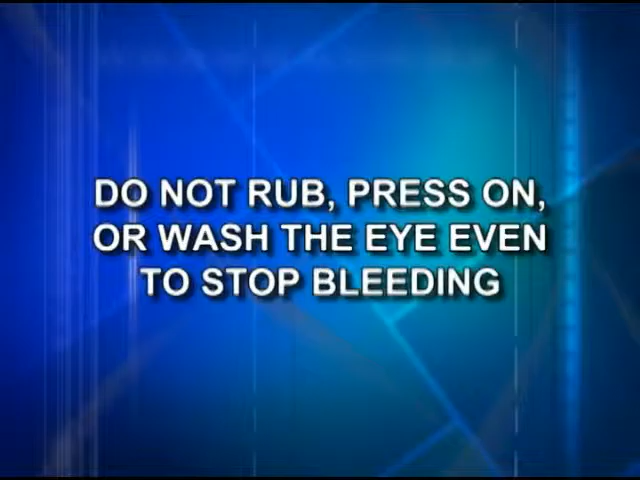 DO NOT RUB, PRESS ON,
OR WASH THE EYE EVEN
TO STOP BLEEDING